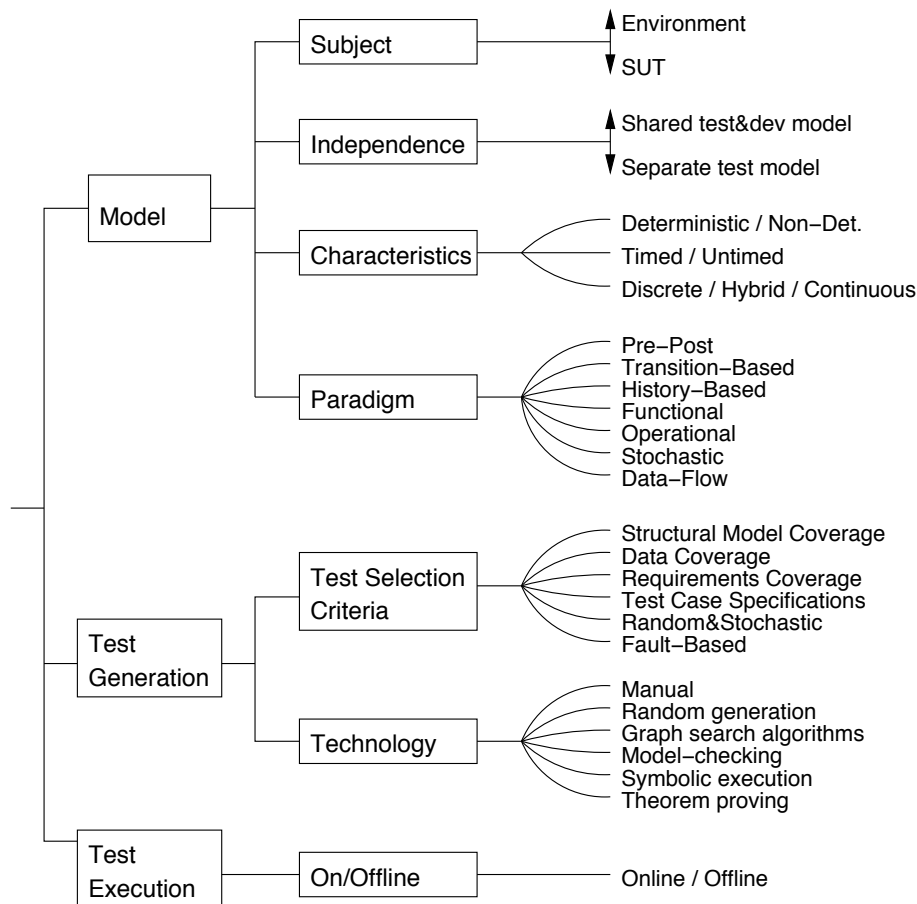 Subject
Environment
SUT
Independence
Shared test&dev model
Separate test model
Model
Characteristics
Deterministic / Non−Det.
Timed / Untimed
Discrete / Hybrid / Continuous
Paradigm
Pre−Post
Transition−Based
History−Based
Functional
Operational
Stochastic
Data−Flow
Test
Generation
Test Selection
Criteria
Structural Model Coverage
Data Coverage
Requirements Coverage
Test Case Specifications
Random&Stochastic
Fault−Based
Technology
Manual
Random generation
Graph search algorithms
Model−checking
Symbolic execution
Theorem proving
Test
Execution
On/Offline
Online / Offline